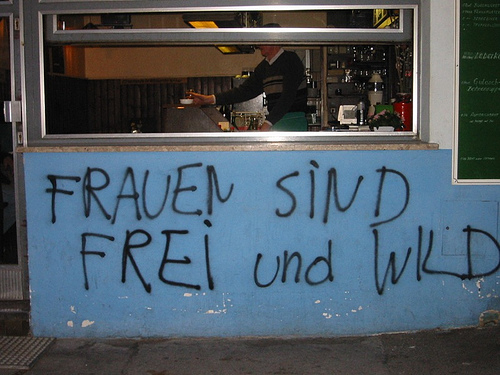 FRAUEN SiND
FREi und WiLD